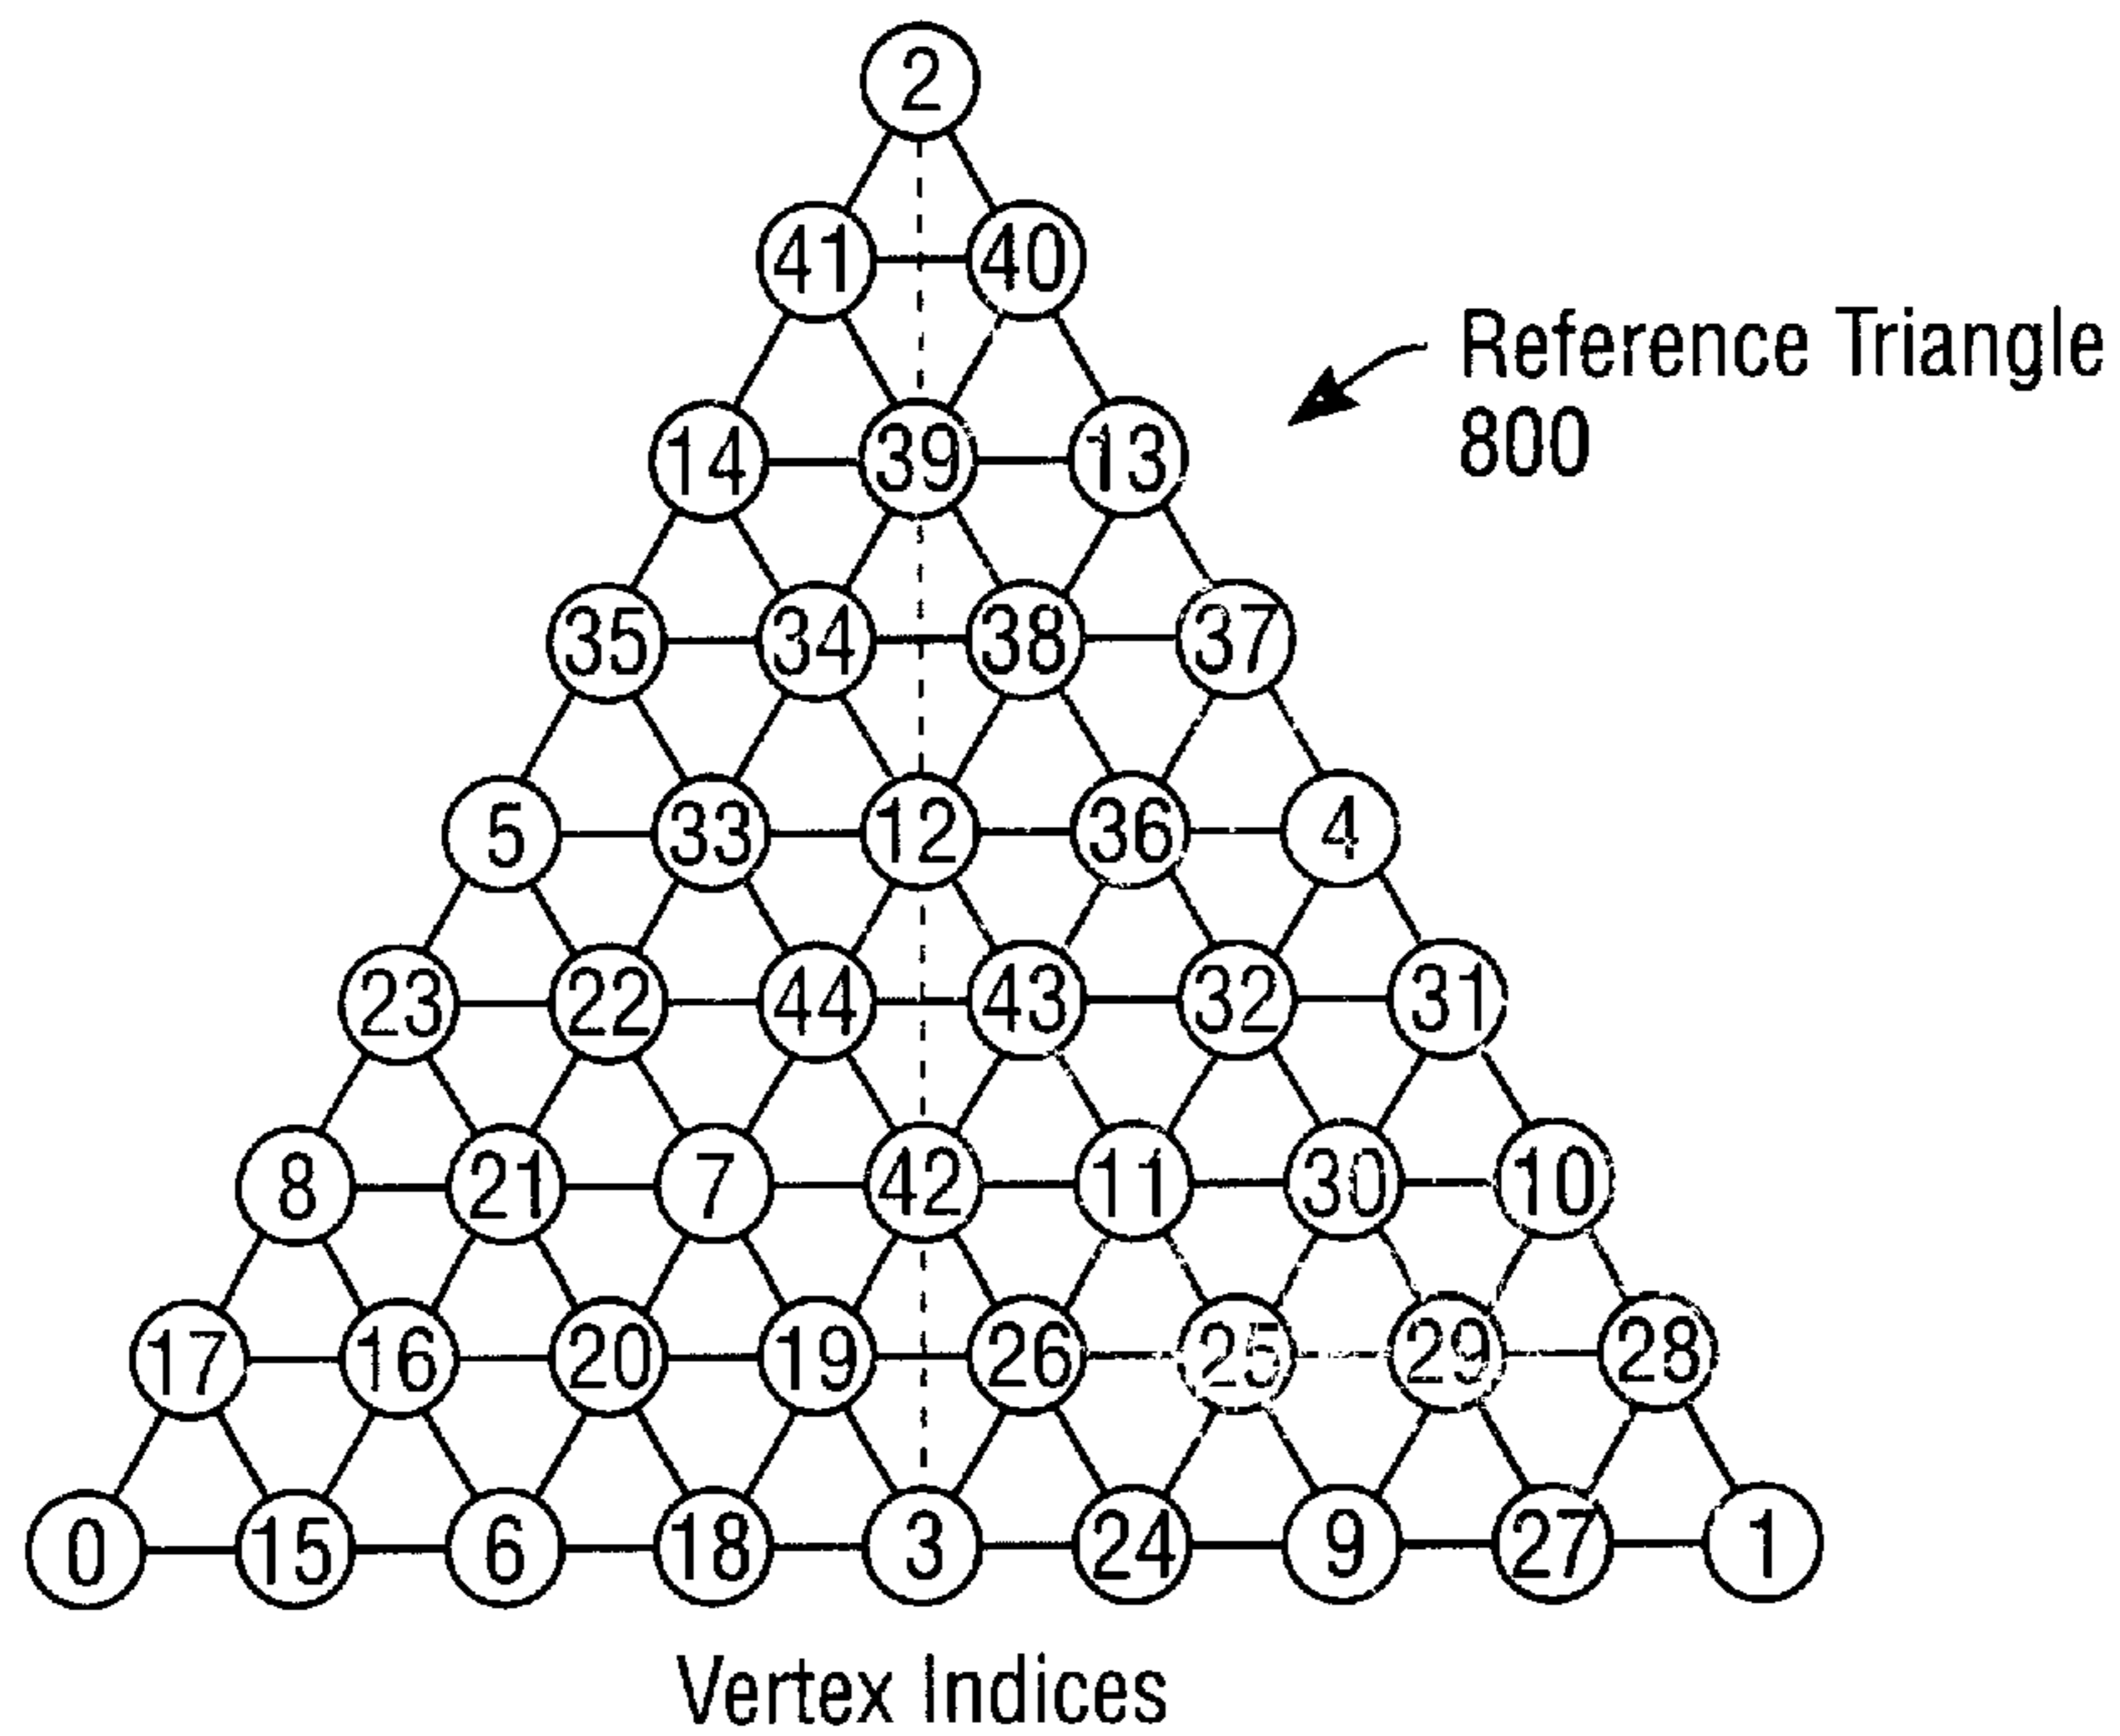 2
41 40
Reference Triangle
800
14 39 13
35 34 38 37
5 33 12 36 4
23 22 44 43 32 31
8 21 7 42 11 30 10
17 16 20 19 26 25 29 28
0 15 6 18 3 24 9 27 1
Vertex Indices